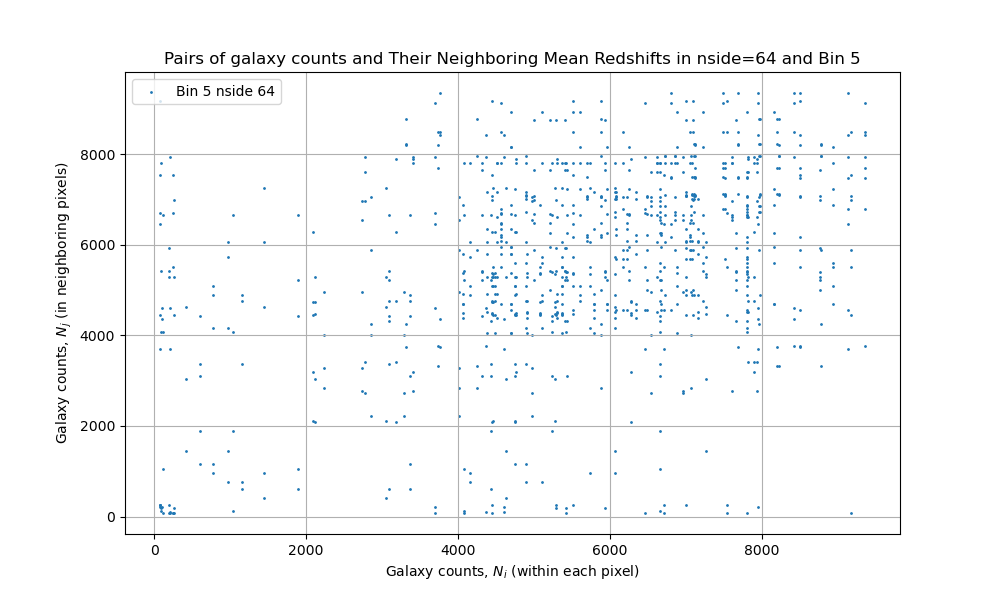 Pairs of galaxy counts and Their Neighboring Mean Redshifts in nside=64 and Bin 5
Bin 5 nside 64
Galaxy counts, $N_j$ (in neighboring pixels)
8000
6000
4000
2000
0
0 2000 4000 6000 8000
Galaxy counts, $N_i$ (within each pixel)